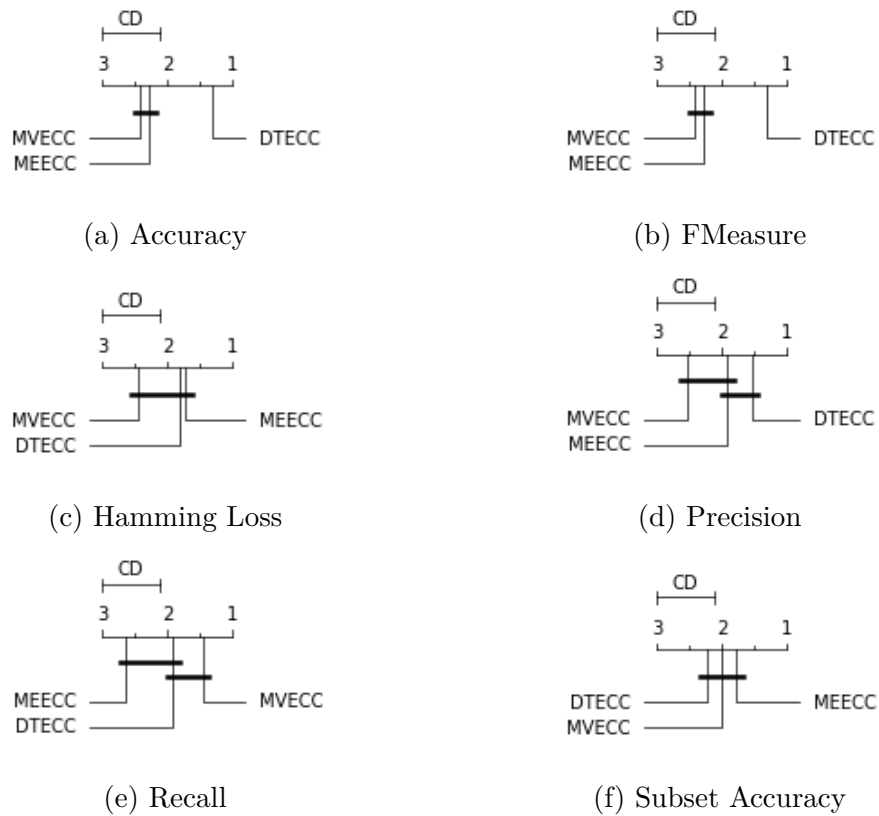 CD
3 2 1
MVECC DTECC
MEECC
(a) Accuracy
CD
3 2 1
MVECC DTECC
MEECC
(b) FMeasure
CD
3 2 1
MVECC MEECC
DTECC
(c) Hamming Loss
CD
3 2 1
MVECC DTECC
MEECC
(d) Precision
CD
3 2 1
MEECC MVECC
DTECC
(e) Recall
CD
3 2 1
DTECC MEECC
MVECC
(f) Subset Accuracy